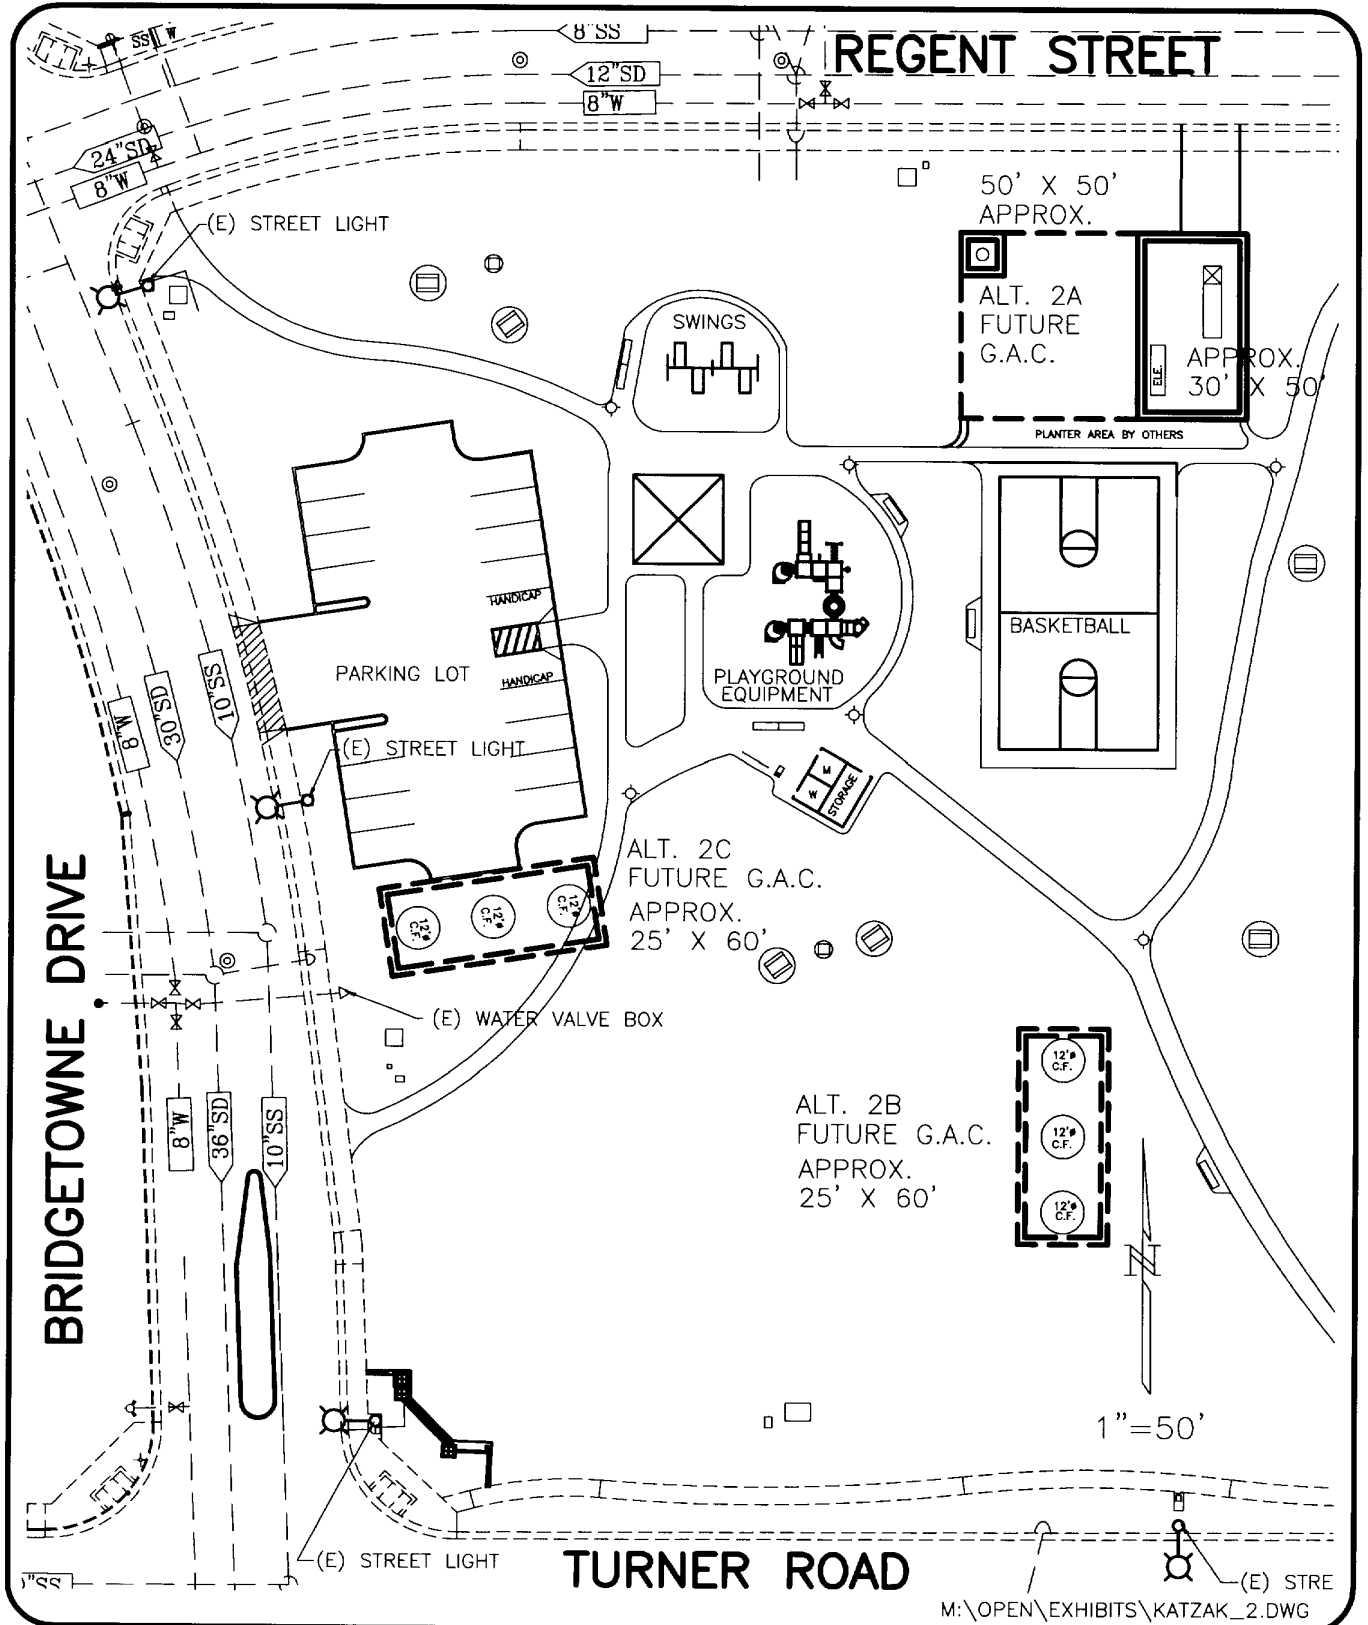 8"SS
REGENT STREET
SS W
12"SD
8"W
24"SD
8"W
50' X 50'
APPROX.
(E) STREET LIGHT
ALT. 2A
FUTURE
G.A.C.
SWINGS
ELE.
APPROX.
30' X 50'
PLANTER AREA BY OTHERS
HANDICAP
BASKETBALL
PARKING LOT
HANDICAP
PLAYGROUND
EQUIPMENT
8"W
30"SD
10"SS
(E) STREET LIGHT
STORAGE
ALT. 2C
FUTURE G.A.C.
APPROX.
25' X 60'
12'ø
C.F.
12'ø
C.F.
12'ø
C.F.
BRIDGETOWNE DRIVE
(E) WATER VALVE BOX
12'ø
C.F.
12'ø
C.F.
12'ø
C.F.
ALT. 2B
FUTURE G.A.C.
APPROX.
25' X 60'
8"W
36"SD
10"SS
N
1"=50'
(E) STREET LIGHT
TURNER ROAD
(E) STRE
"SS
M:\OPEN\EXHIBITS\KATZAK_2.DWG